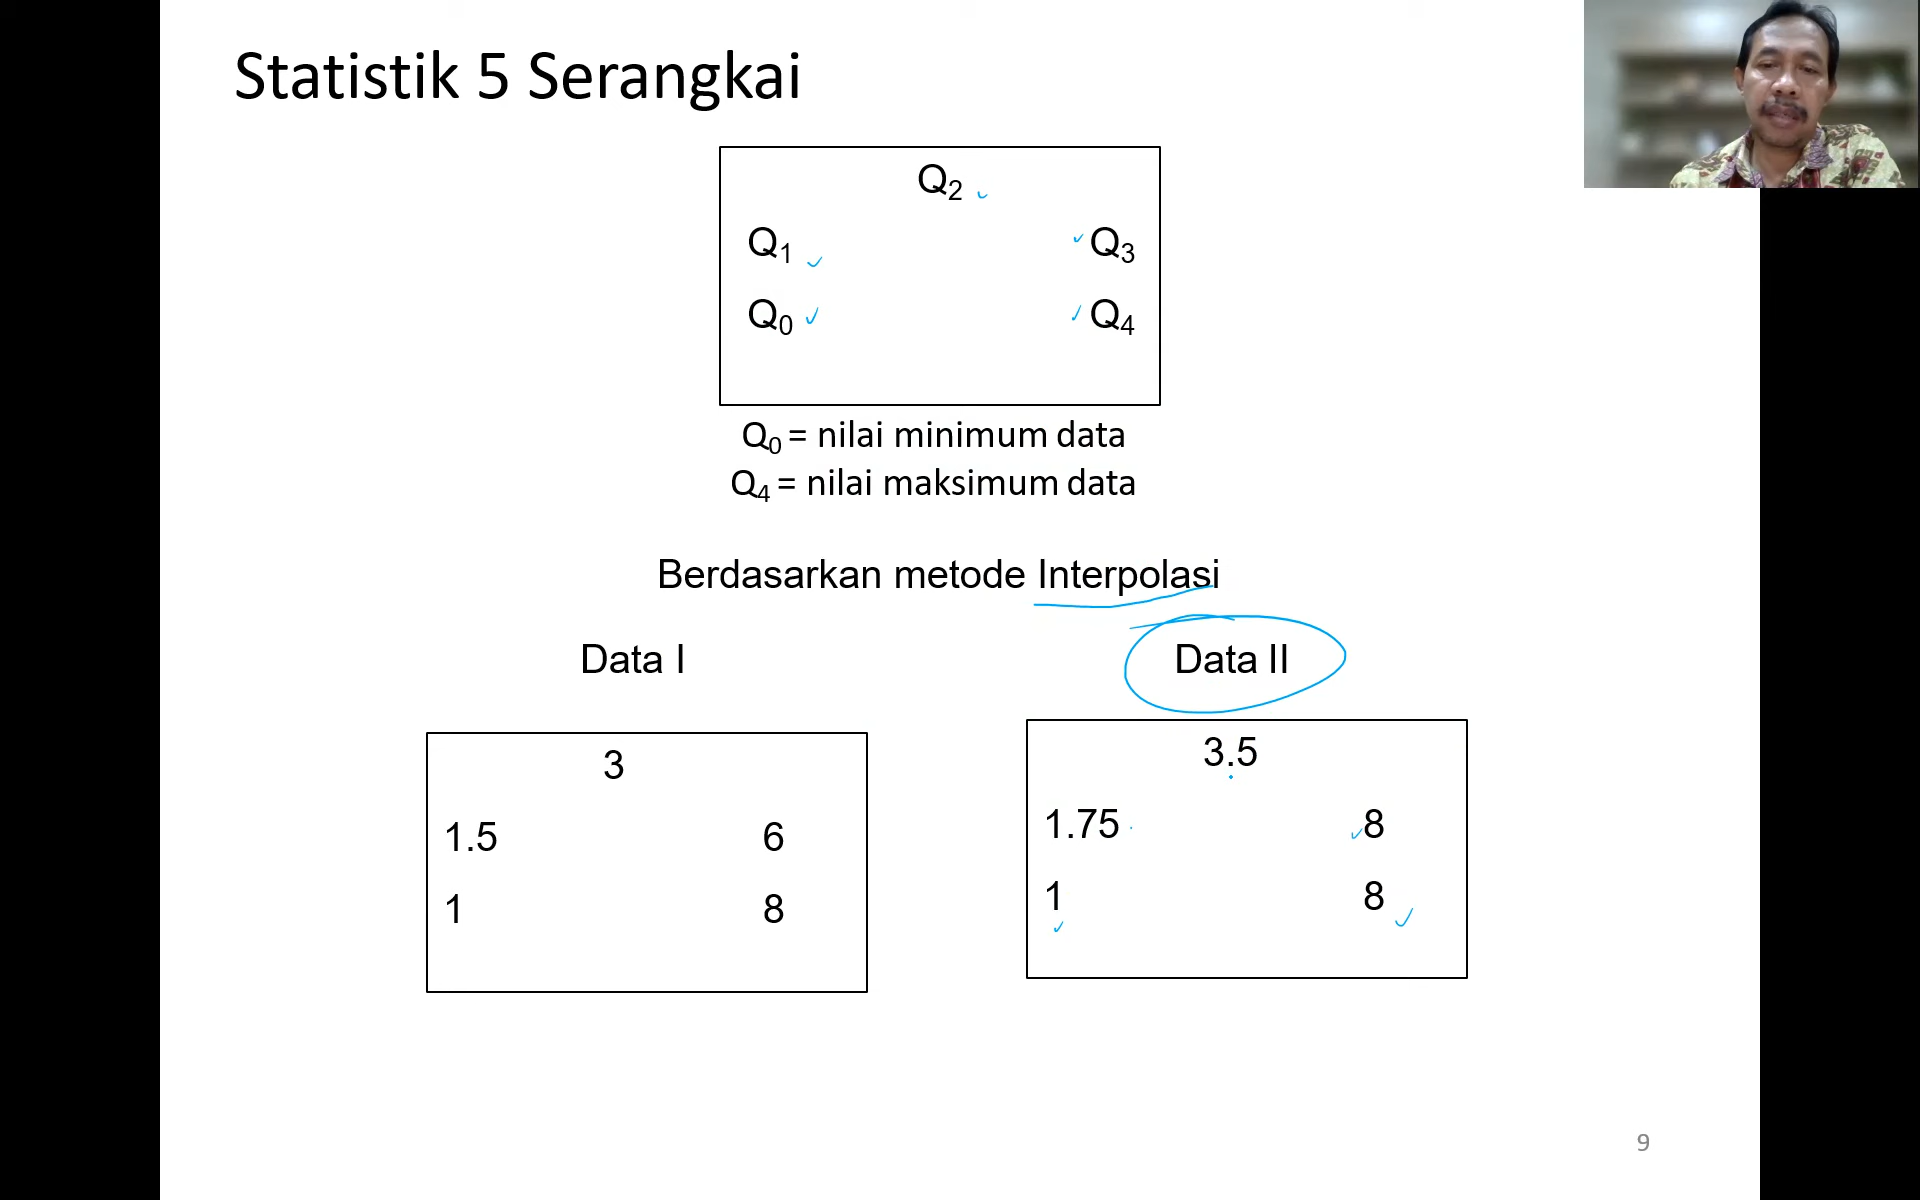 Statistik 5 Serangkai
Q2
Q1 Q3
Q0 Q4
Q0 = nilai minimum data
Q4 = nilai maksimum data
Berdasarkan metode Interpolasi
Data I
3
1.5 6
1 8
Data II
3.5
1.75 8
1 8
9